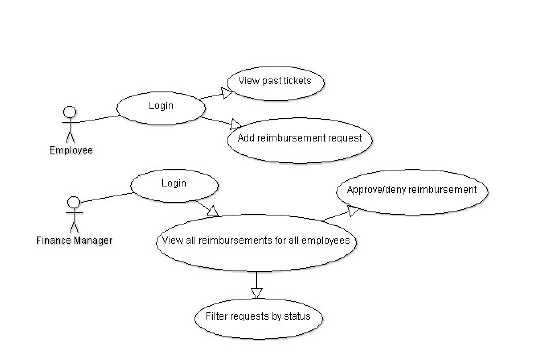 View past tickets
Login
Add reimbursement request
Employee
Login
Approve/deny reimbursement
Finance Manager
View all reimbursements for all employees
Filter requests by status